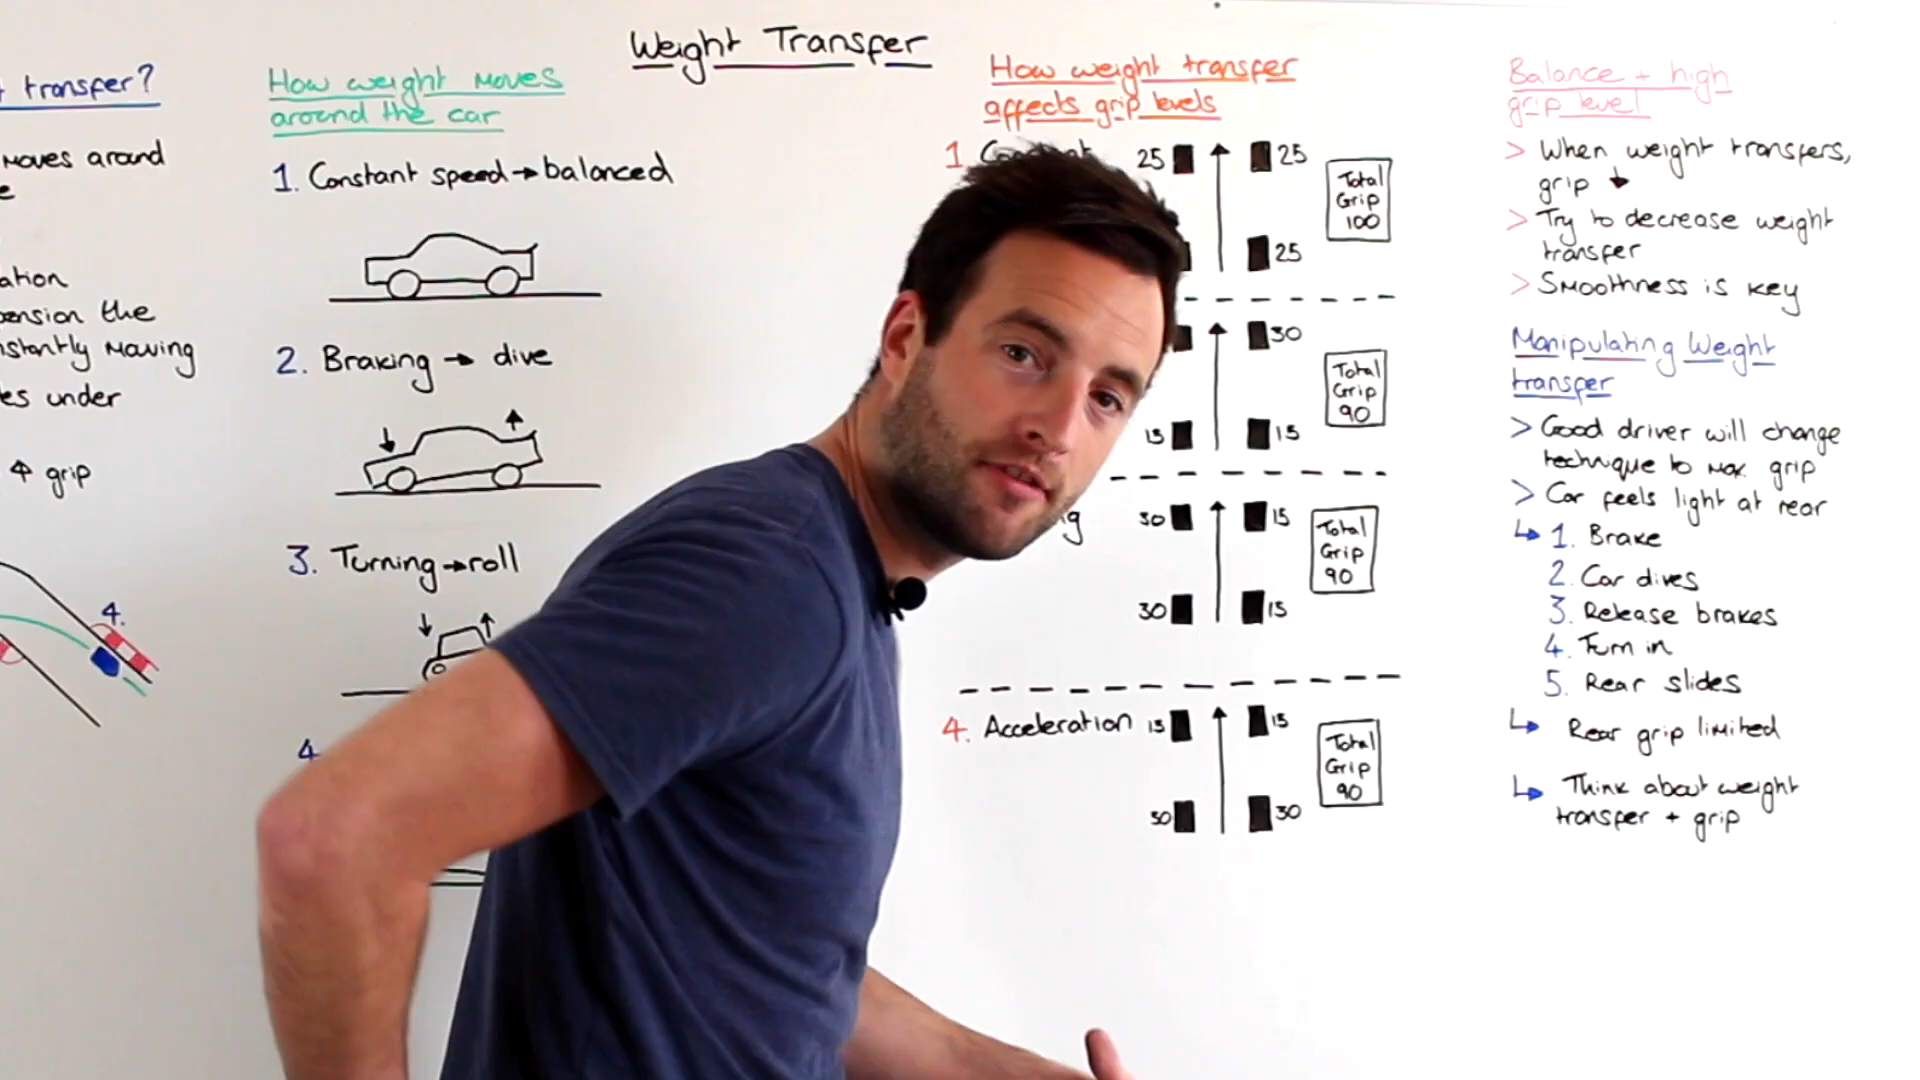 Weight Transfer
transfer?
moves around
the
grip
4.
How weight moves
around the car
1. Constant speed → balanced
2. Braking → dive
3. Turning → roll
4
How weight transfer
affects grip levels
1.
25 25
25
Total
Grip
100
30
15 15
Total
Grip
90
30 15
30 15
Total
Grip
90
4. Acceleration 15 15
30 30
Total
Grip
90
Balance + high
grip level
> When weight transfers,
grip ↓
> Try to decrease weight
transfer
> Smoothness is key
Manipulating Weight
transfer
> Good driver will change
technique to max. grip
> Car feels light at rear
↳ 1. Brake
2. Car dives
3. Release brakes
4. Turn in
5. Rear slides
↳ Rear grip limited
↳ Think about weight
transfer + grip